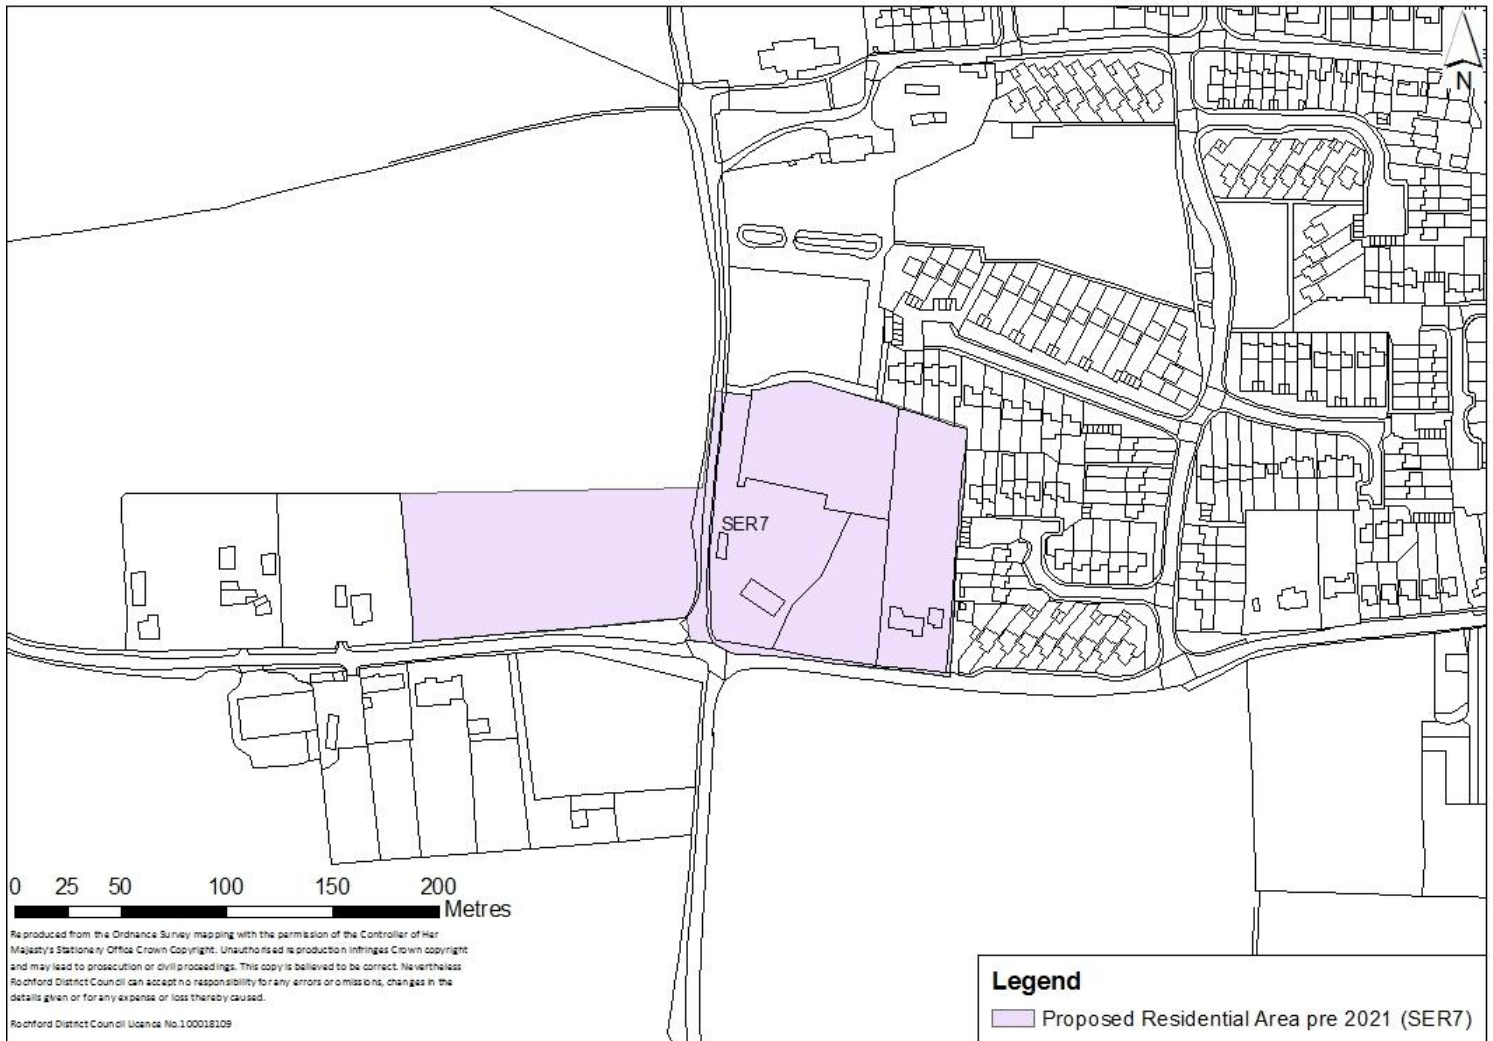 N
SER7
0 25 50 100 150 200
Metres
Reproduced from the Ordnance Survey mapping with the permission of the Controller of Her
Majesty's Stationery Office Crown Copyright. Unauthorised reproduction infringes Crown copyright
and may lead to prosecution or civil proceedings. This copy is believed to be correct. Nevertheless
Rochford District Council can accept no responsibility for any errors or omissions, changes in the
details given or for any expense or loss thereby caused.
Rochford District Council Licence No.100018109
Legend
Proposed Residential Area pre 2021 (SER7)